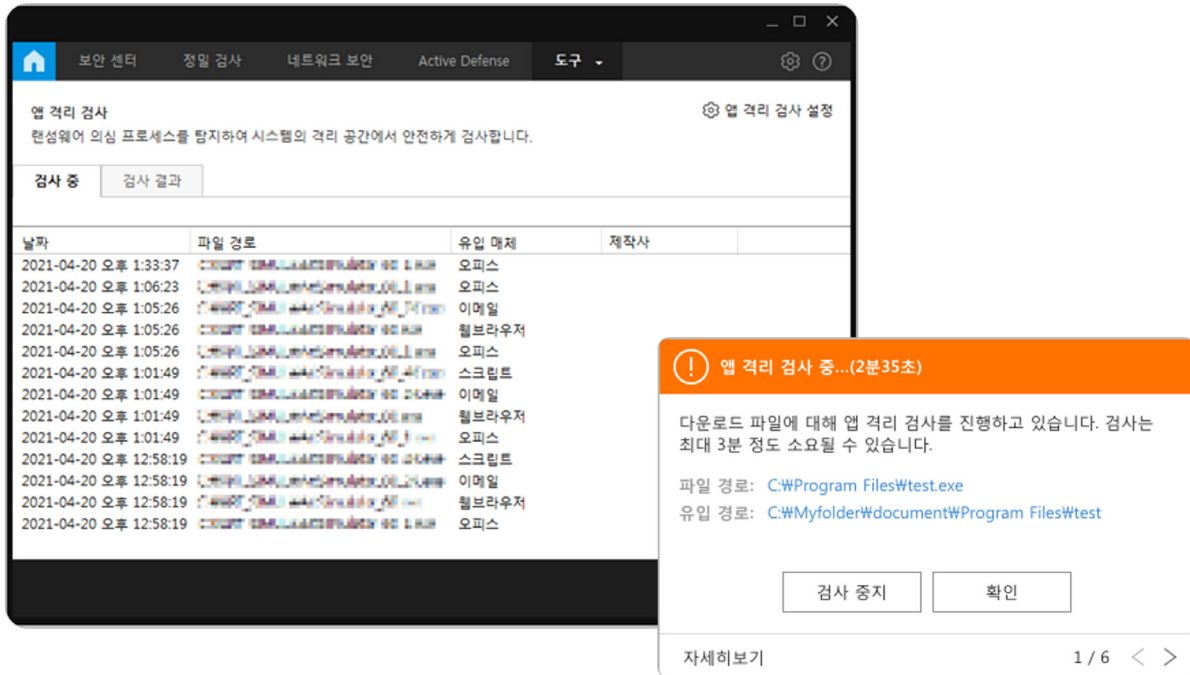 보안 센터 정밀 검사 네트워크 보안 Active Defense 도구
앱 격리 검사
앱 격리 검사 설정
랜섬웨어 의심 프로세스를 탐지하여 시스템의 격리 공간에서 안전하게 검사합니다.
검사 중 검사 결과
날짜 파일 경로 유입 매체 제작사
2021-04-20 오후 1:33:37 오피스
2021-04-20 오후 1:06:23 오피스
2021-04-20 오후 1:05:26 이메일
2021-04-20 오후 1:05:26 웹브라우저
2021-04-20 오후 1:05:26 오피스
2021-04-20 오후 1:01:49 스크립트
2021-04-20 오후 1:01:49 이메일
2021-04-20 오후 1:01:49 웹브라우저
2021-04-20 오후 1:01:49 오피스
2021-04-20 오후 12:58:19 스크립트
2021-04-20 오후 12:58:19 이메일
2021-04-20 오후 12:58:19 웹브라우저
2021-04-20 오후 12:58:19 오피스
앱 격리 검사 중...(2분35초)
다운로드 파일에 대해 앱 격리 검사를 진행하고 있습니다. 검사는
최대 3분 정도 소요될 수 있습니다.
파일 경로: C:₩Program Files₩test.exe
유입 경로: C:₩Myfolder₩document₩Program Files₩test
검사 중지 확인
자세히보기 1 / 6